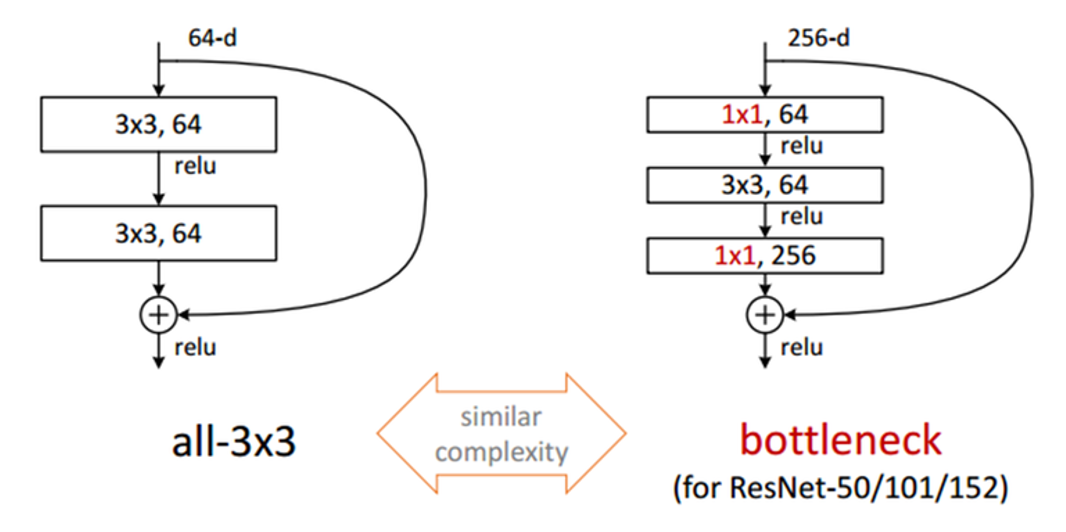 64-d
3x3, 64
relu
3x3, 64
+
relu
all-3x3
similar
complexity
256-d
1x1, 64
relu
3x3, 64
relu
1x1, 256
+
relu
bottleneck
(for ResNet-50/101/152)